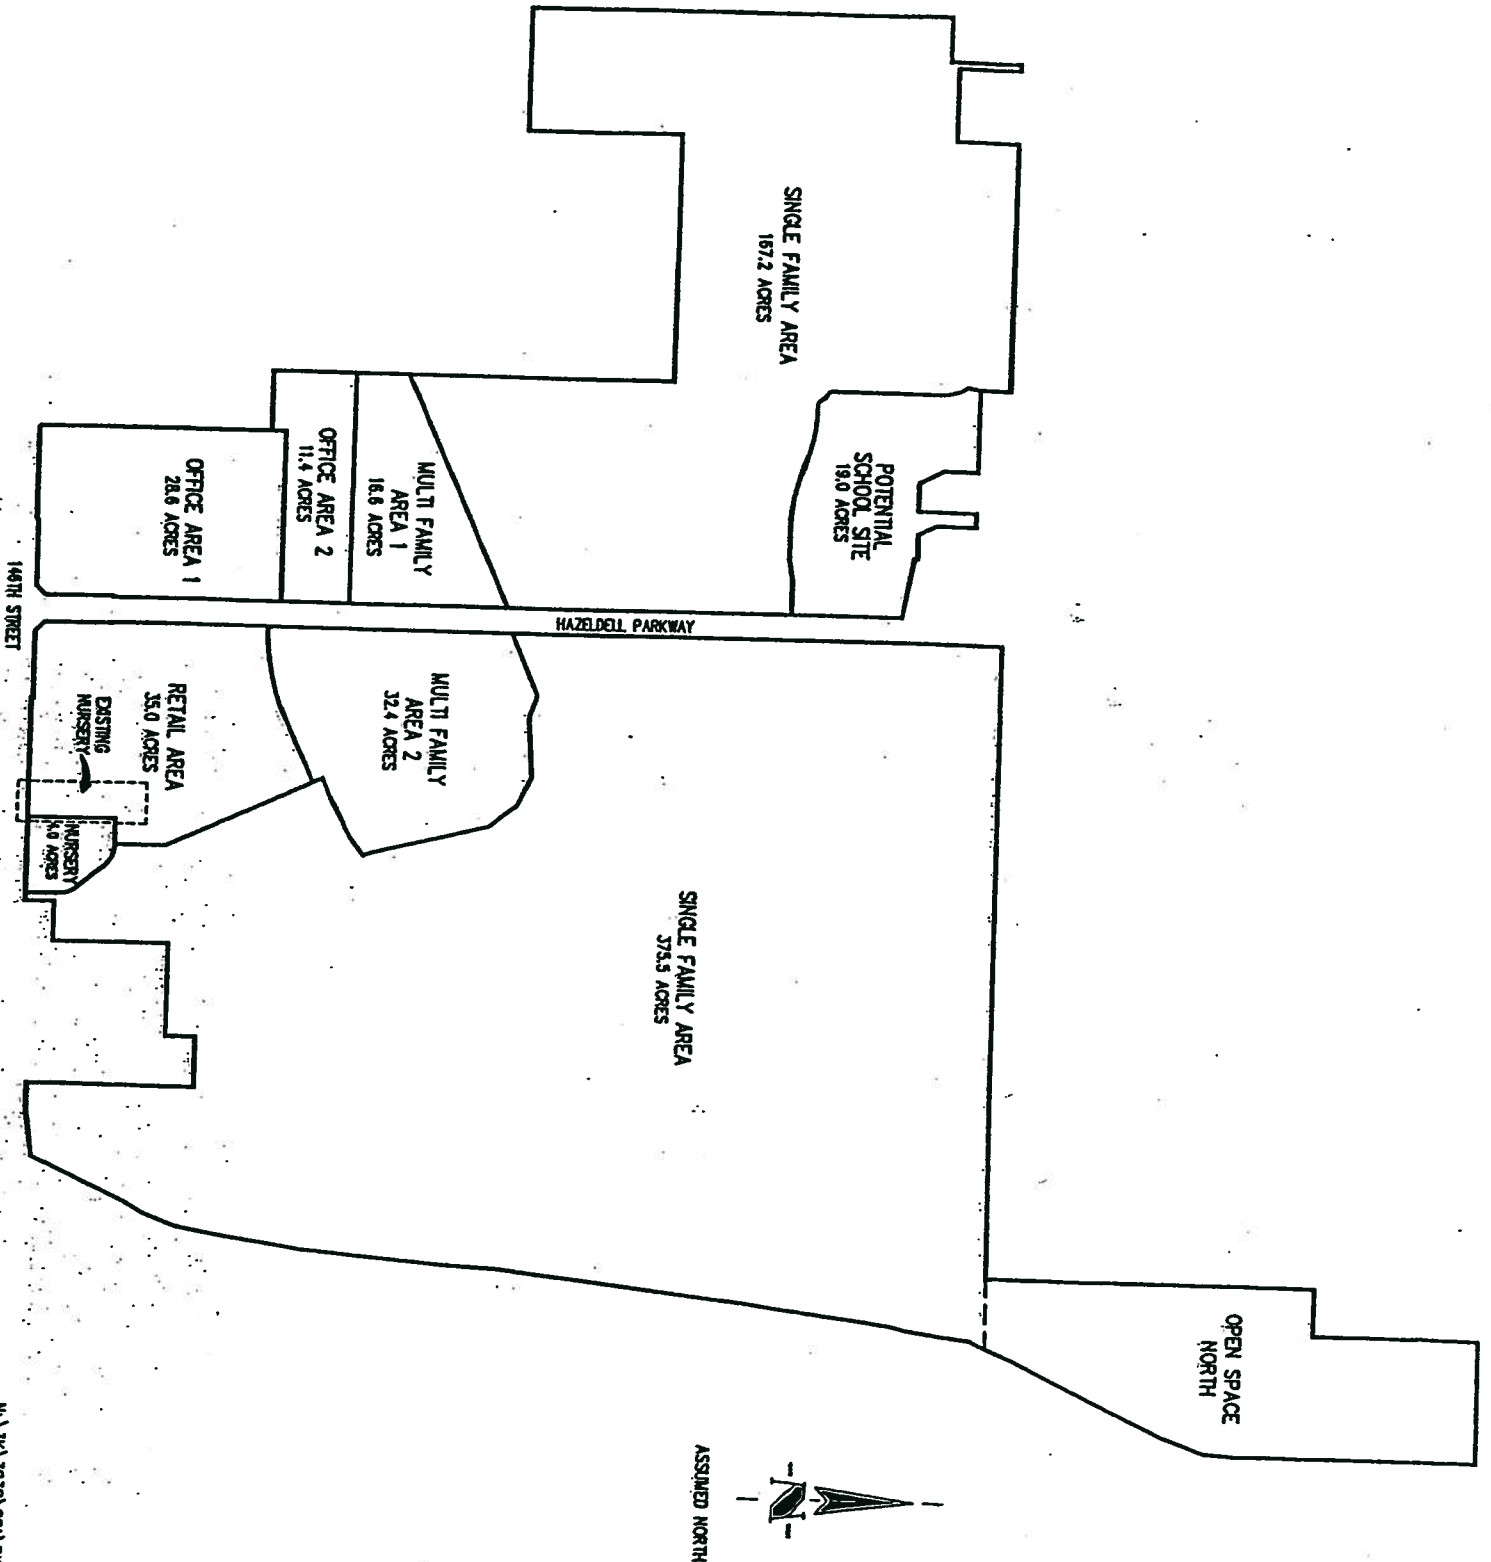 SINGLE FAMILY AREA
167.2 ACRES
POTENTIAL
SCHOOL SITE
19.0 ACRES
MULTI FAMILY
AREA 1
16.6 ACRES
OFFICE AREA 2
11.4 ACRES
OFFICE AREA 1
28.6 ACRES
146TH STREET
HAZELDELL PARKWAY
MULTI FAMILY
AREA 2
32.4 ACRES
RETAIL AREA
35.0 ACRES
EXISTING
NURSERY
NURSERY
4.0 ACRES
SINGLE FAMILY AREA
375.5 ACRES
OPEN SPACE
NORTH
ASSUMED NORTH